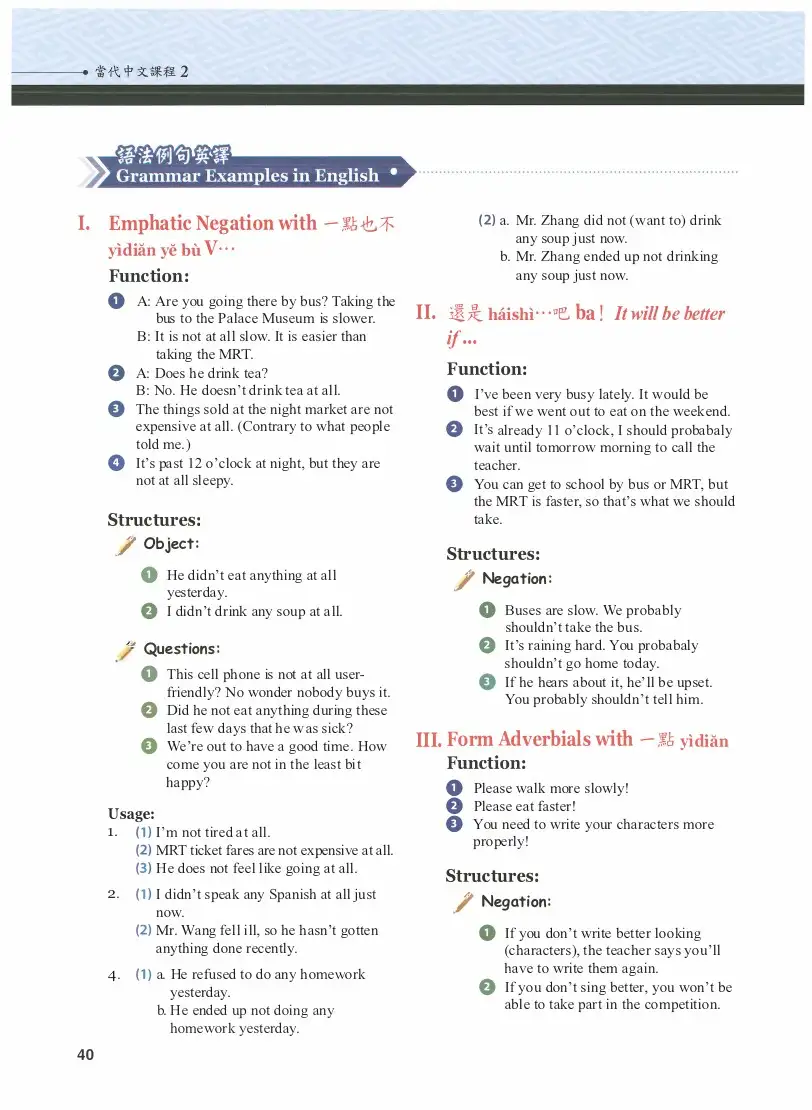 當代中文課程 2
語法例句英譯
Grammar Examples in English
I. Emphatic Negation with 一點也不
yìdiǎn yě bù V⋯
Function:
1 A: Are you going there by bus? Taking the
bus to the Palace Museum is slower.
B: It is not at all slow. It is easier than
taking the MRT.
2 A: Does he drink tea?
B: No. He doesn't drink tea at all.
3 The things sold at the night market are not
expensive at all. (Contrary to what people
told me.)
4 It's past 12 o'clock at night, but they are
not at all sleepy.
Structures:
Object:
1 He didn't eat anything at all
yesterday.
2 I didn't drink any soup at all.
Questions:
1 This cell phone is not at all user-
friendly? No wonder nobody buys it.
2 Did he not eat anything during these
last few days that he was sick?
3 We're out to have a good time. How
come you are not in the least bit
happy?
Usage:
1. (1) I'm not tired at all.
(2) MRT ticket fares are not expensive at all.
(3) He does not feel like going at all.
2. (1) I didn't speak any Spanish at all just
now.
(2) Mr. Wang fell ill, so he hasn't gotten
anything done recently.
4. (1) a. He refused to do any homework
yesterday.
b. He ended up not doing any
homework yesterday.
(2) a. Mr. Zhang did not (want to) drink
any soup just now.
b. Mr. Zhang ended up not drinking
any soup just now.
II. 還是 háishì⋯吧 ba! It will be better
if ...
Function:
1 I've been very busy lately. It would be
best if we went out to eat on the weekend.
2 It's already 11 o'clock, I should probabaly
wait until tomorrow morning to call the
teacher.
3 You can get to school by bus or MRT, but
the MRT is faster, so that's what we should
take.
Structures:
Negation:
1 Buses are slow. We probably
shouldn't take the bus.
2 It's raining hard. You probabaly
shouldn't go home today.
3 If he hears about it, he'll be upset.
You probably shouldn't tell him.
III. Form Adverbials with 一點 yìdiǎn
Function:
1 Please walk more slowly!
2 Please eat faster!
3 You need to write your characters more
properly!
Structures:
Negation:
1 If you don't write better looking
(characters), the teacher says you'll
have to write them again.
2 If you don't sing better, you won't be
able to take part in the competition.
40